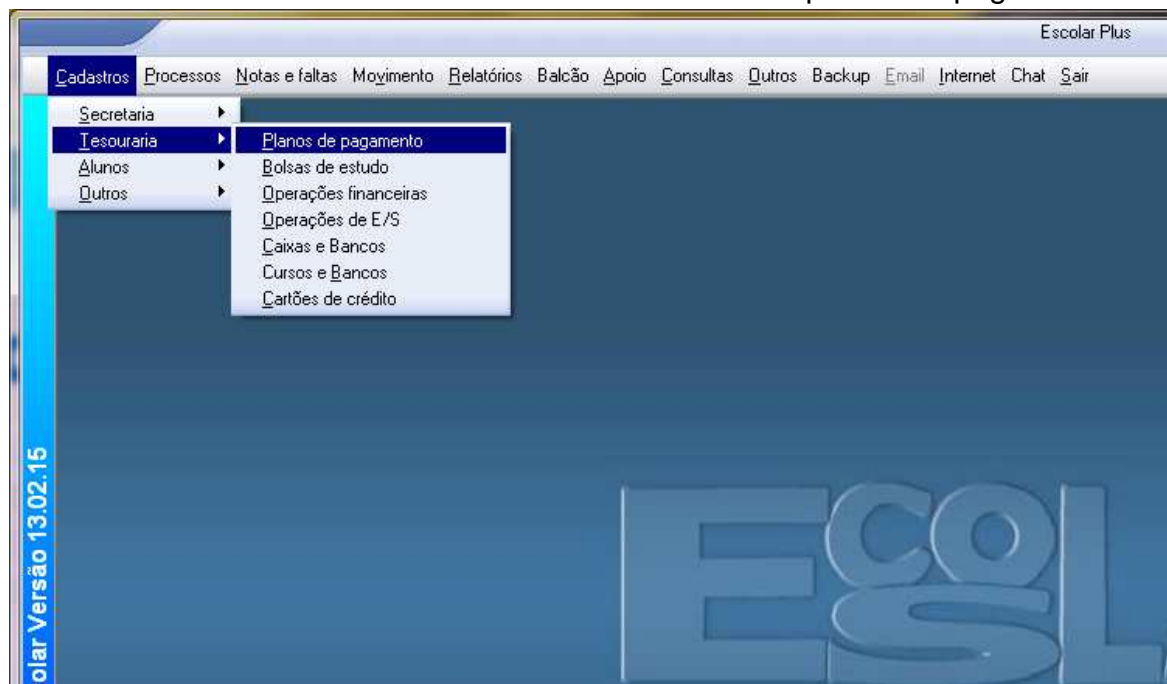 Escolar Plus
Cadastros Processos Notas e faltas Movimento Relatórios Balcão Apoio Consultas Outros Backup Email Internet Chat Sair
Secretaria
Tesouraria
Alunos
Outros
Planos de pagamento
Bolsas de estudo
Operações financeiras
Operações de E/S
Caixas e Bancos
Cursos e Bancos
Cartões de crédito
olar Versão 13.02.15